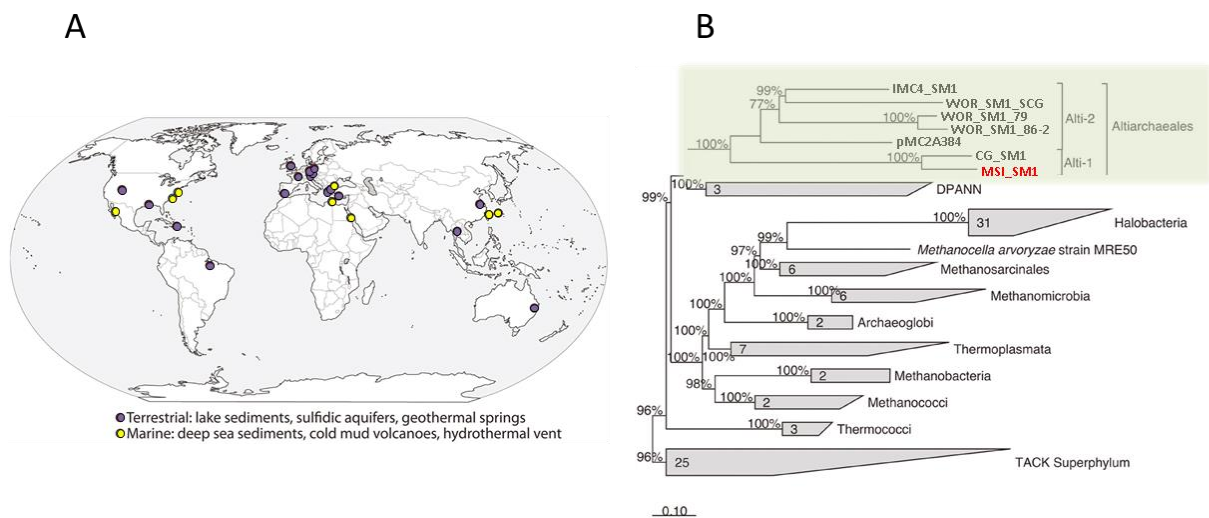 A
B
Terrestrial: lake sediments, sulfidic aquifers, geothermal springs
Marine: deep sea sediments, cold mud volcanoes, hydrothermal vent
99%
IMC4_SM1
77%
WOR_SM1_SCG
100%
WOR_SM1_79
Alti-2
WOR_SM1_86-2
Altiarchaeales
100%
pMC2A384
100%
CG_SM1
Alti-1
MSI_SM1
100%
3
DPANN
99%
100%
31
Halobacteria
99%
97%
Methanocella arvoryzae strain MRE50
100%
6
Methanosarcinales
100%
100%
6
Methanomicrobia
100%
100%
2
Archaeoglobi
100%
100%
100%
7
Thermoplasmata
100%
2
Methanobacteria
98%
100%
2
Methanococci
96%
100%
3
Thermococci
96%
25
TACK Superphylum
0.10